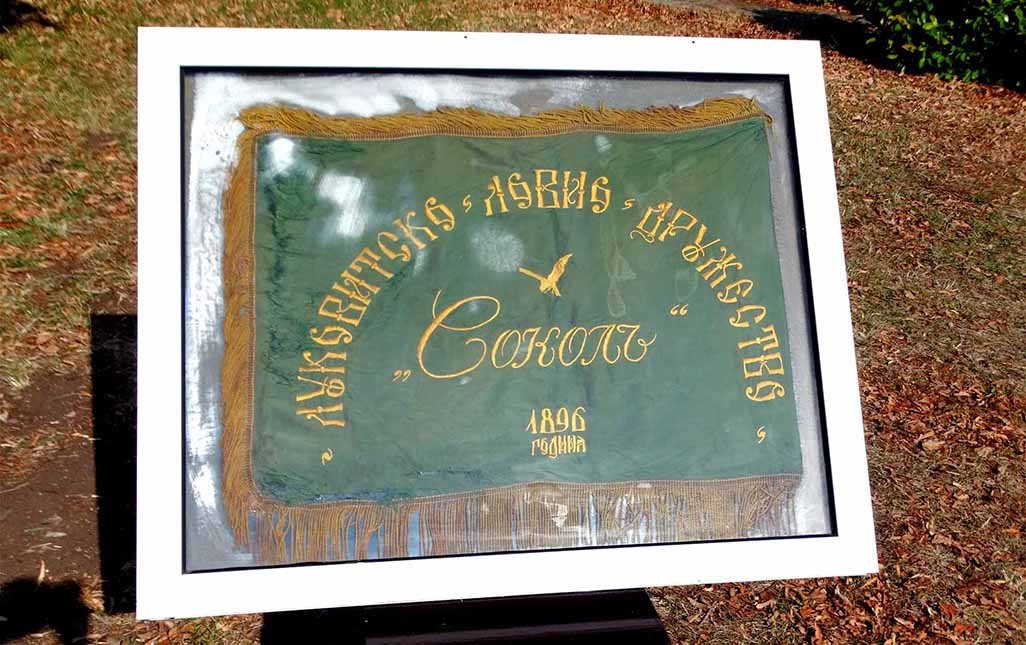 ЛУКОВИТСКО ЛОВНО ДРУЖЕСТВО
„Соколъ“
1896
ГОДИНА